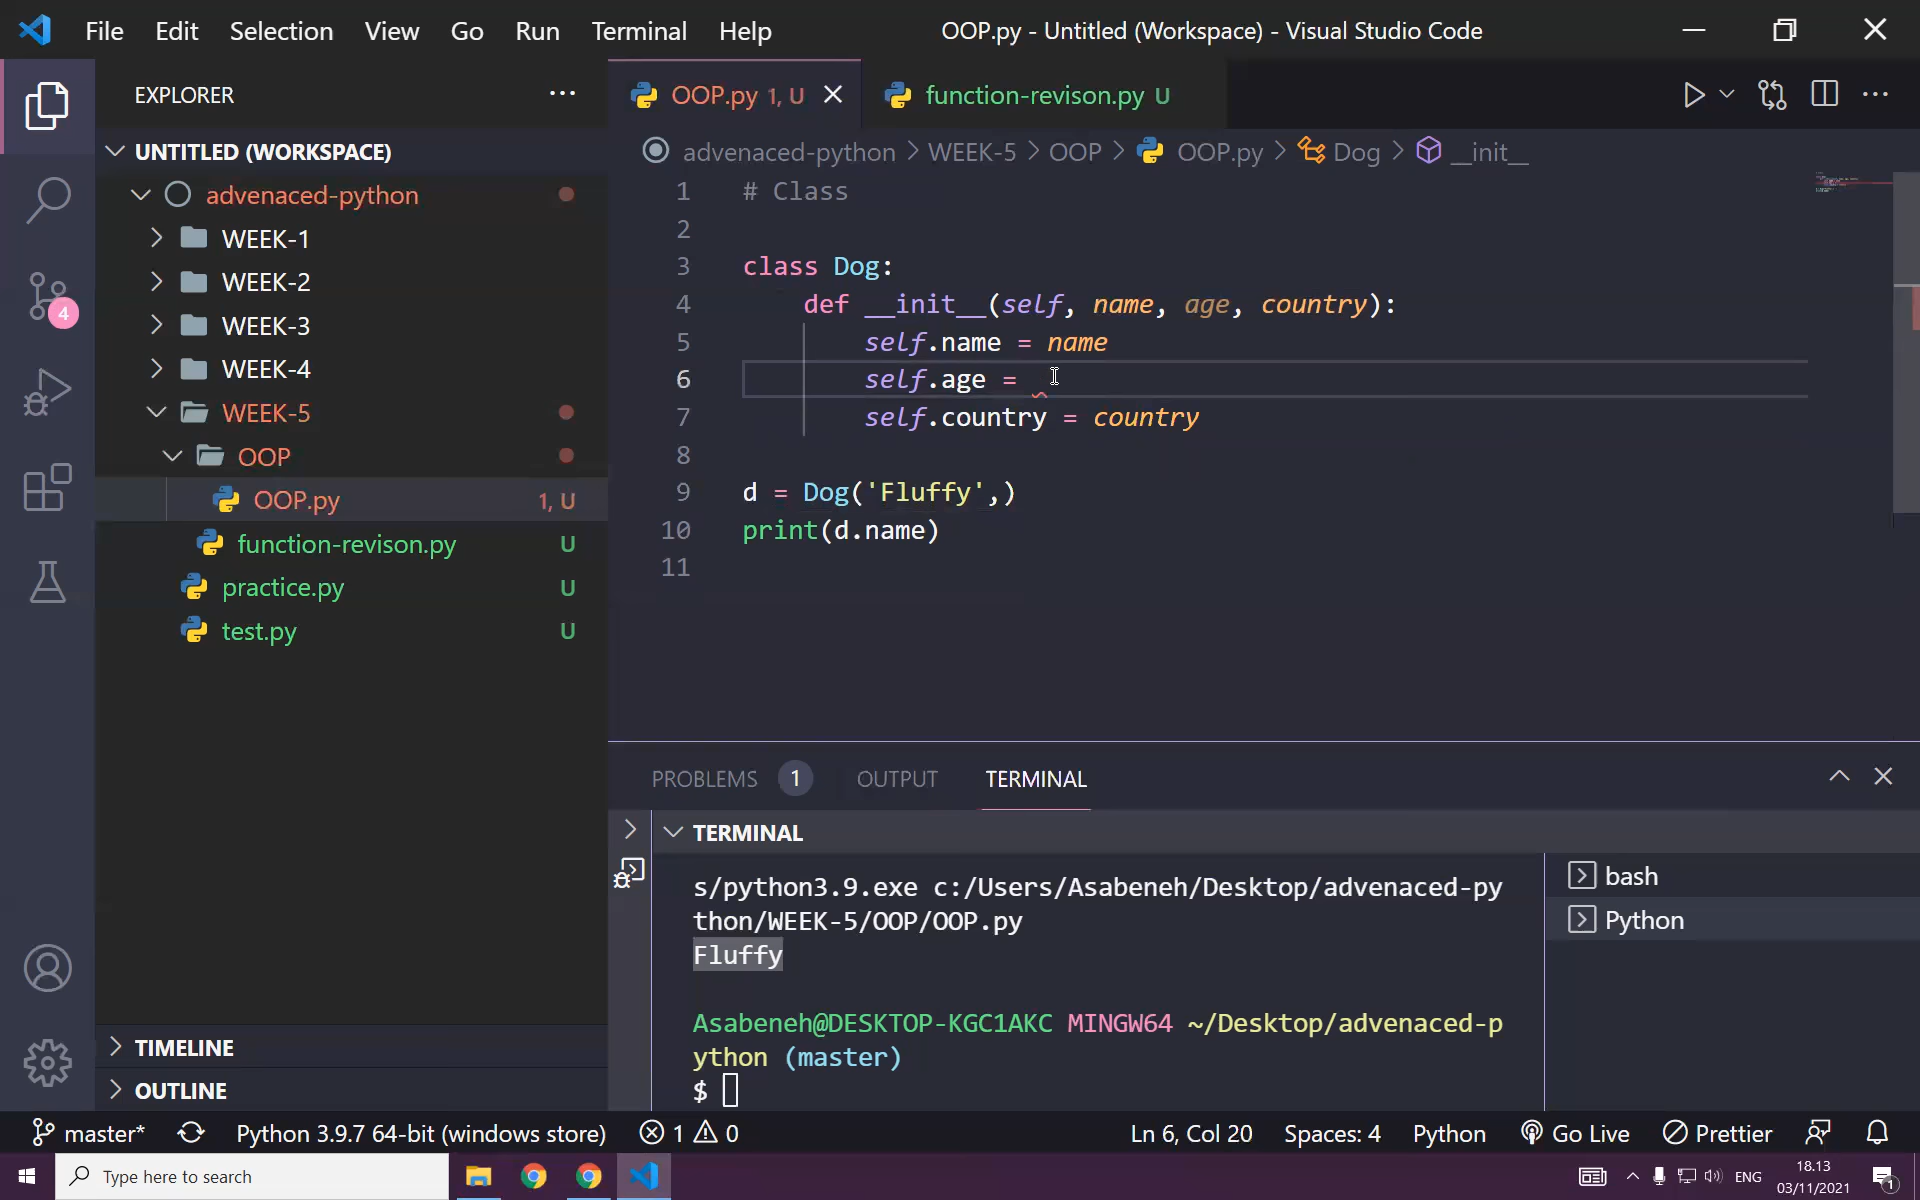 File Edit Selection View Go Run Terminal Help OOP.py - Untitled (Workspace) - Visual Studio Code
EXPLORER
OOP.py 1, U
function-revison.py U
UNTITLED (WORKSPACE)
advenaced-python > WEEK-5 > OOP > OOP.py > Dog > __init__
advenaced-python
WEEK-1
WEEK-2
WEEK-3
WEEK-4
WEEK-5
OOP
OOP.py 1, U
function-revison.py U
practice.py U
test.py U
4
1 # Class
2
3 class Dog:
4 def __init__(self, name, age, country):
5 self.name = name
6 self.age =
7 self.country = country
8
9 d = Dog('Fluffy',)
10 print(d.name)
11
PROBLEMS 1 OUTPUT TERMINAL
TERMINAL
s/python3.9.exe c:/Users/Asabeneh/Desktop/advenaced-py
thon/WEEK-5/OOP/OOP.py
Fluffy
Asabeneh@DESKTOP-KGC1AKC MINGW64 ~/Desktop/advenaced-p
ython (master)
$
bash
Python
TIMELINE
OUTLINE
master* Python 3.9.7 64-bit (windows store) 1 0 Ln 6, Col 20 Spaces: 4 Python Go Live Prettier
Type here to search
ENG
18.13
03/11/2021
1